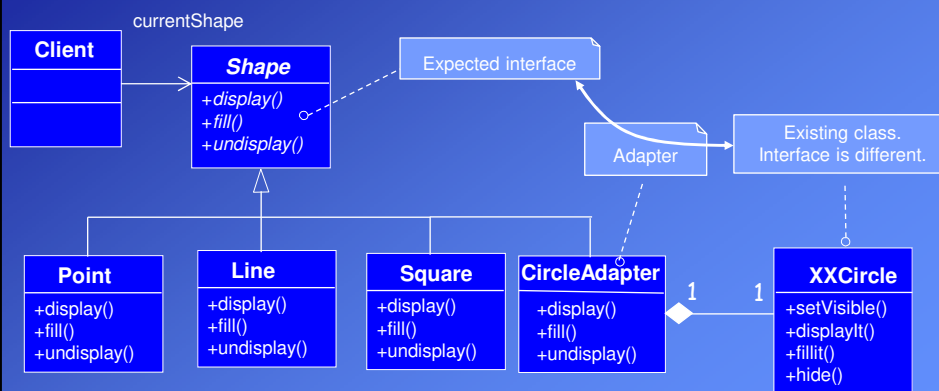 currentShape
Client
Shape
+display()
+fill()
+undisplay()
Expected interface
Adapter
Existing class.
Interface is different.
Point
+display()
+fill()
+undisplay()
Line
+display()
+fill()
+undisplay()
Square
+display()
+fill()
+undisplay()
CircleAdapter
+display()
+fill()
+undisplay()
1
1
XXCircle
+setVisible()
+displayIt()
+fillit()
+hide()